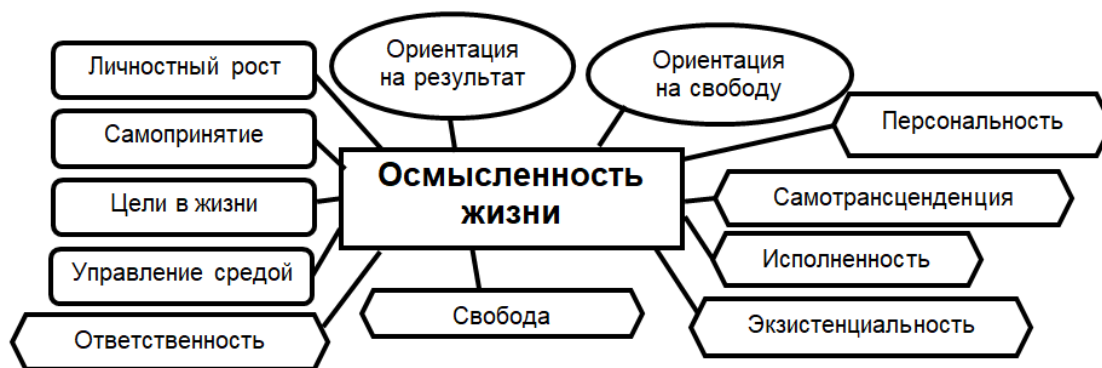 Ориентация
на результат
Ориентация
на свободу
Личностный рост
Персональность
Самопринятие
Осмысленность
жизни
Цели в жизни
Самотрансценденция
Управление средой
Исполненность
Свобода
Ответственность
Экзистенциальность